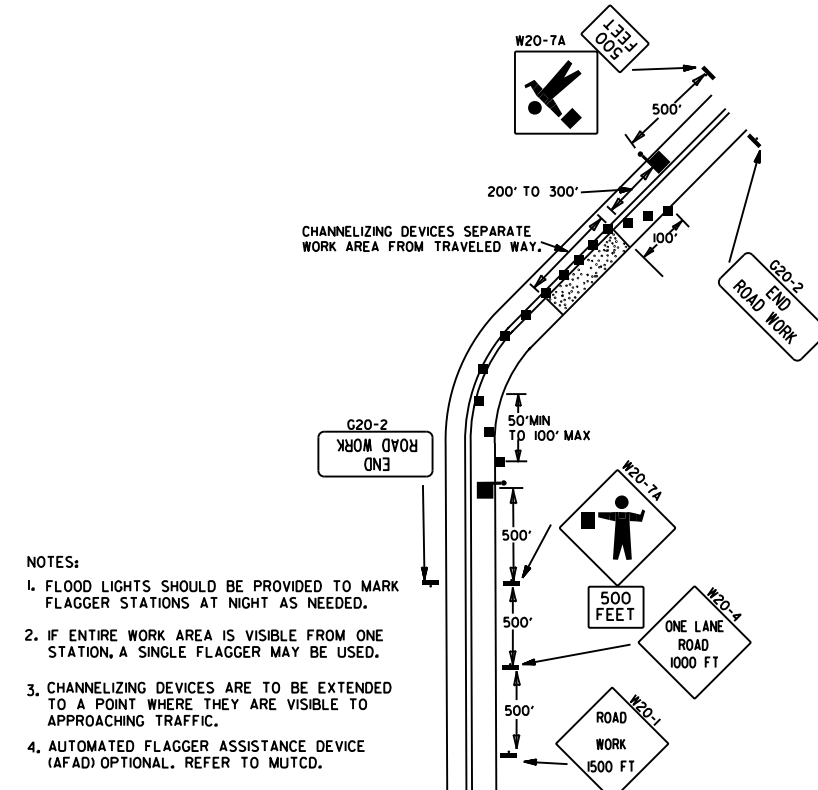 W20-7A
500
FEET
500'
200' TO 300'
CHANNELIZING DEVICES SEPARATE
WORK AREA FROM TRAVELED WAY.
100'
G20-2
END
ROAD WORK
G20-2
END
ROAD WORK
50'MIN
TO 100' MAX
W20-7A
500'
500
FEET
500'
W20-4
ONE LANE
ROAD
1000 FT
500'
W20-1
ROAD
WORK
1500 FT
NOTES:
1. FLOOD LIGHTS SHOULD BE PROVIDED TO MARK
FLAGGER STATIONS AT NIGHT AS NEEDED.
2. IF ENTIRE WORK AREA IS VISIBLE FROM ONE
STATION, A SINGLE FLAGGER MAY BE USED.
3. CHANNELIZING DEVICES ARE TO BE EXTENDED
TO A POINT WHERE THEY ARE VISIBLE TO
APPROACHING TRAFFIC.
4. AUTOMATED FLAGGER ASSISTANCE DEVICE
(AFAD) OPTIONAL. REFER TO MUTCD.